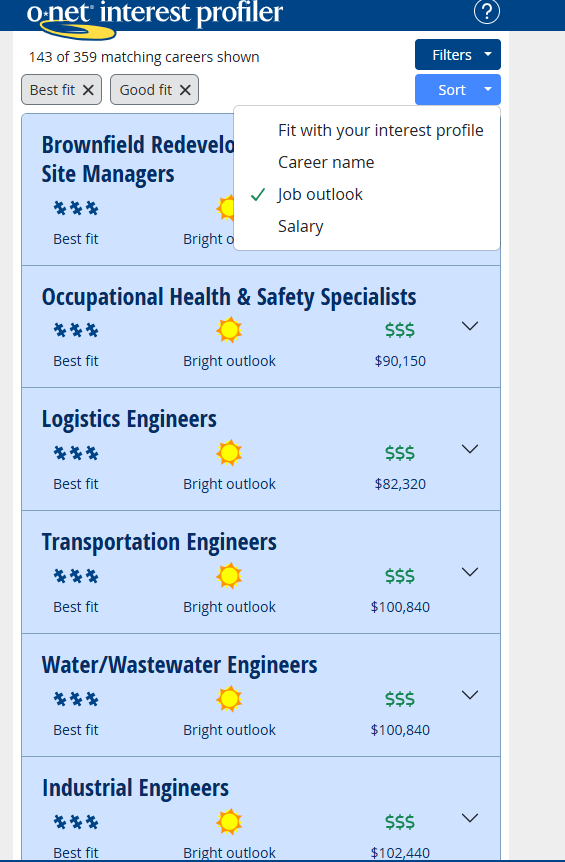 o*net interest profiler
?
143 of 359 matching careers shown
Filters
Best fit
Good fit
Sort
Fit with your interest profile
Career name
Job outlook
Salary
Brownfield Redevelo
Site Managers
Best fit
Bright o
Occupational Health & Safety Specialists
$$$
Best fit
Bright outlook
$90,150
Logistics Engineers
$$$
Best fit
Bright outlook
$82,320
Transportation Engineers
$$$
Best fit
Bright outlook
$100,840
Water/Wastewater Engineers
$$$
Best fit
Bright outlook
$100,840
Industrial Engineers
$$$
Best fit
Bright outlook
$102,440